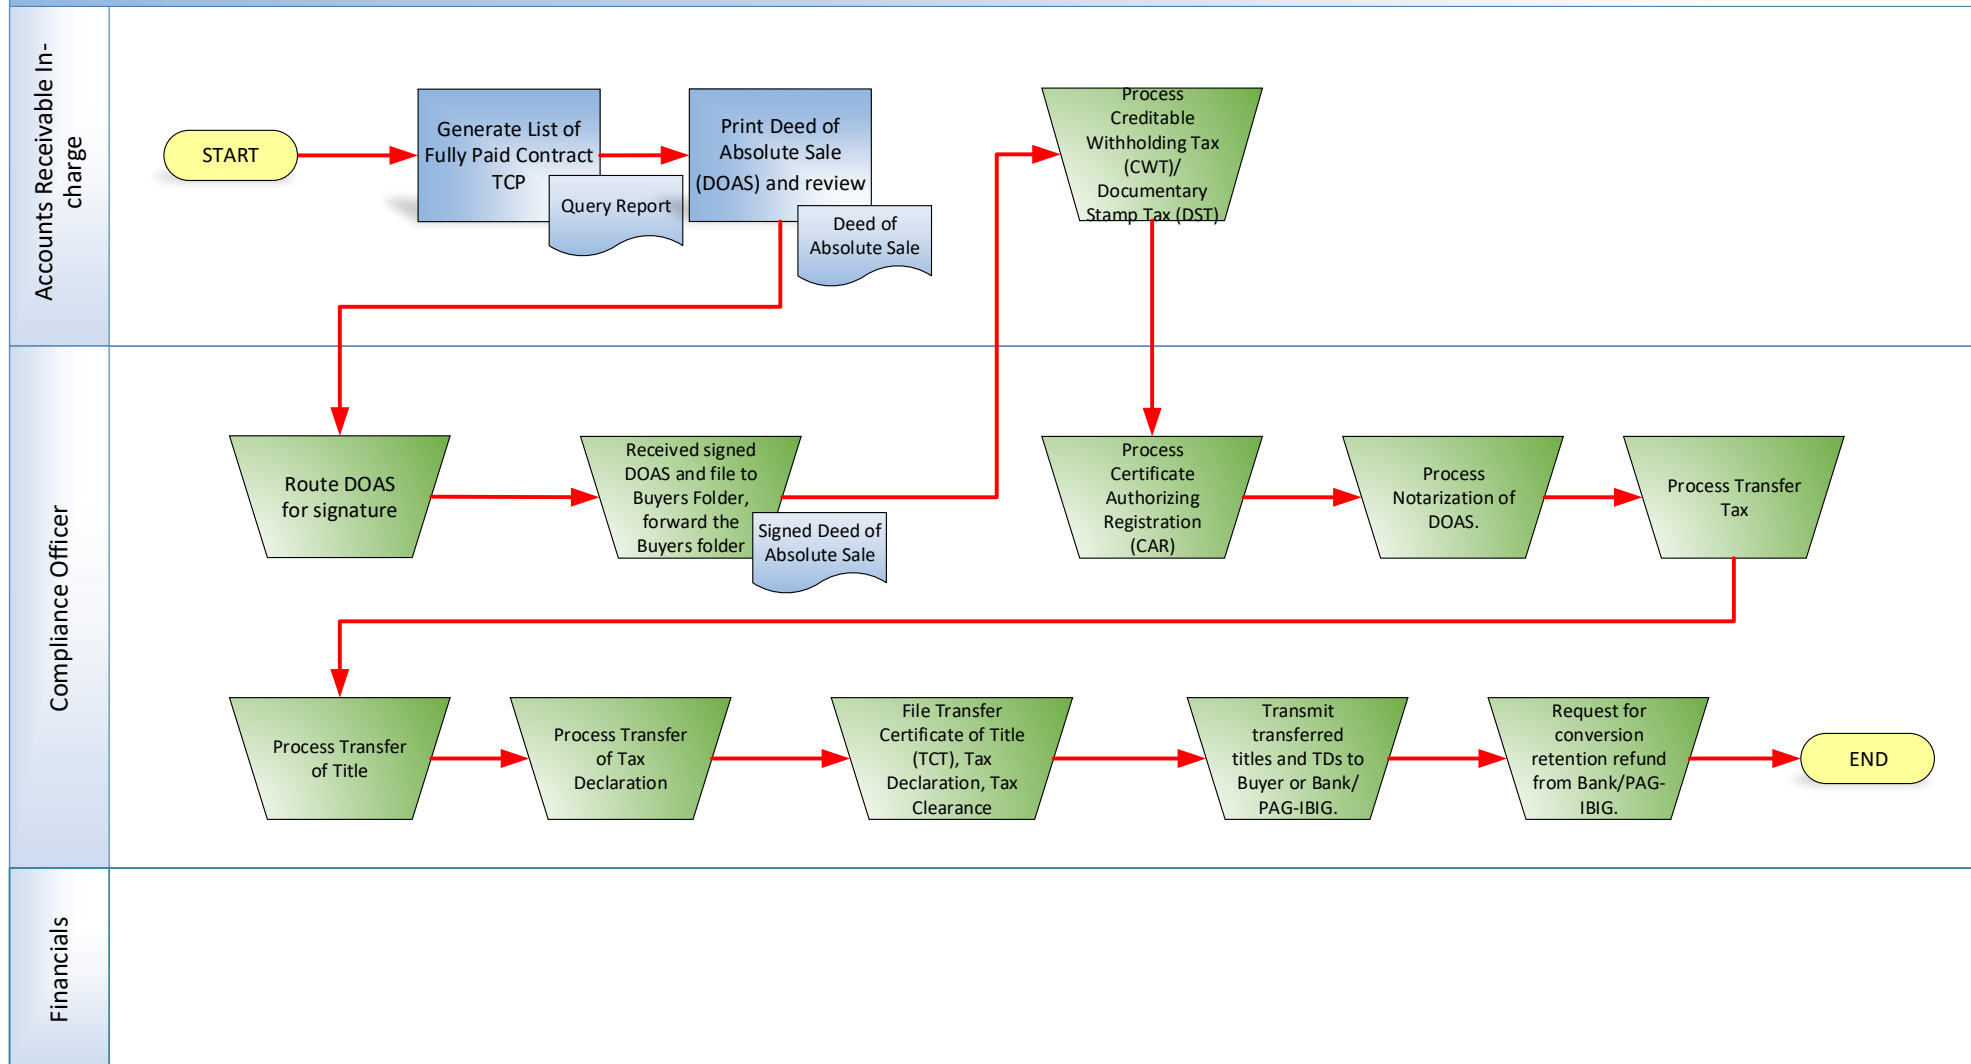 Accounts Receivable In-
charge
START
Generate List of
Fully Paid Contract
TCP
Query Report
Print Deed of
Absolute Sale
(DOAS) and review
Deed of
Absolute Sale
Process
Creditable
Withholding Tax
(CWT)/
Documentary
Stamp Tax (DST)
Compliance Officer
Route DOAS
for signature
Received signed
DOAS and file to
Buyers Folder,
forward the
Buyers folder
Signed Deed of
Absolute Sale
Process
Certificate
Authorizing
Registration
(CAR)
Process
Notarization of
DOAS.
Process Transfer
Tax
Process Transfer
of Title
Process Transfer
of Tax
Declaration
File Transfer
Certificate of Title
(TCT), Tax
Declaration, Tax
Clearance
Transmit
transferred
titles and TDs to
Buyer or Bank/
PAG-IBIG.
Request for
conversion
retention refund
from Bank/PAG-
IBIG.
END
Financials